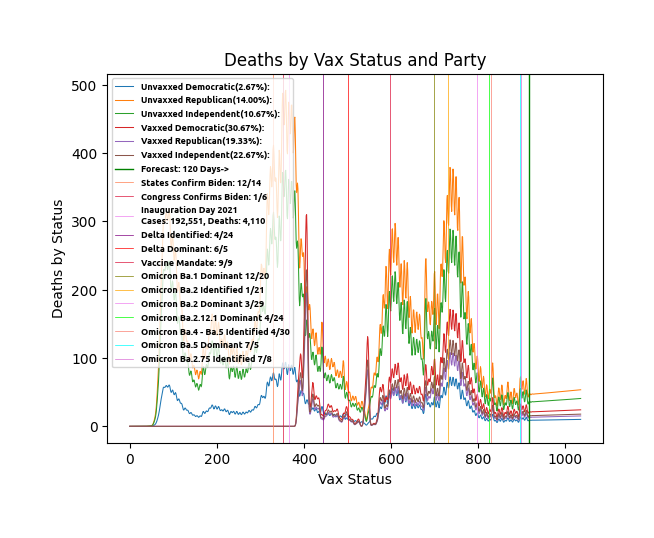 Deaths by Vax Status and Party
Deaths by Status
500
400
300
200
100
0
Unvaxxed Democratic(2.67%):
Unvaxxed Republican(14.00%):
Unvaxxed Independent(10.67%):
Vaxxed Democratic(30.67%):
Vaxxed Republican(19.33%):
Vaxxed Independent(22.67%):
Forecast: 120 Days->
States Confirm Biden: 12/14
Congress Confirms Biden: 1/6
Inauguration Day 2021
Cases: 192,551, Deaths: 4,110
Delta Identified: 4/24
Delta Dominant: 6/5
Vaccine Mandate: 9/9
Omicron Ba.1 Dominant 12/20
Omicron Ba.2 Identified 1/21
Omicron Ba.2 Dominant 3/29
Omicron Ba.2.12.1 Dominant 4/24
Omicron Ba.4 - Ba.5 Identified 4/30
Omicron Ba.5 Dominant 7/5
Omicron Ba.2.75 Identified 7/8
0 200 400 600 800 1000
Vax Status